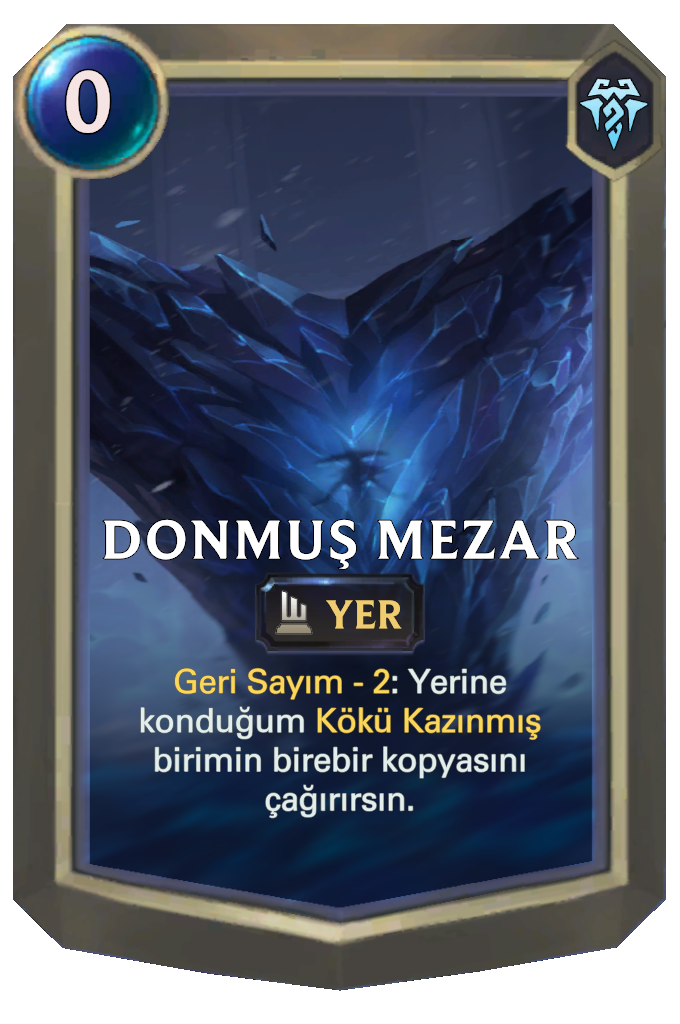 0
DONMUŞ MEZAR
YER
Geri Sayım - 2: Yerine
konduğum Kökü Kazınmış
birimin birebir kopyasını
çağırırsın.